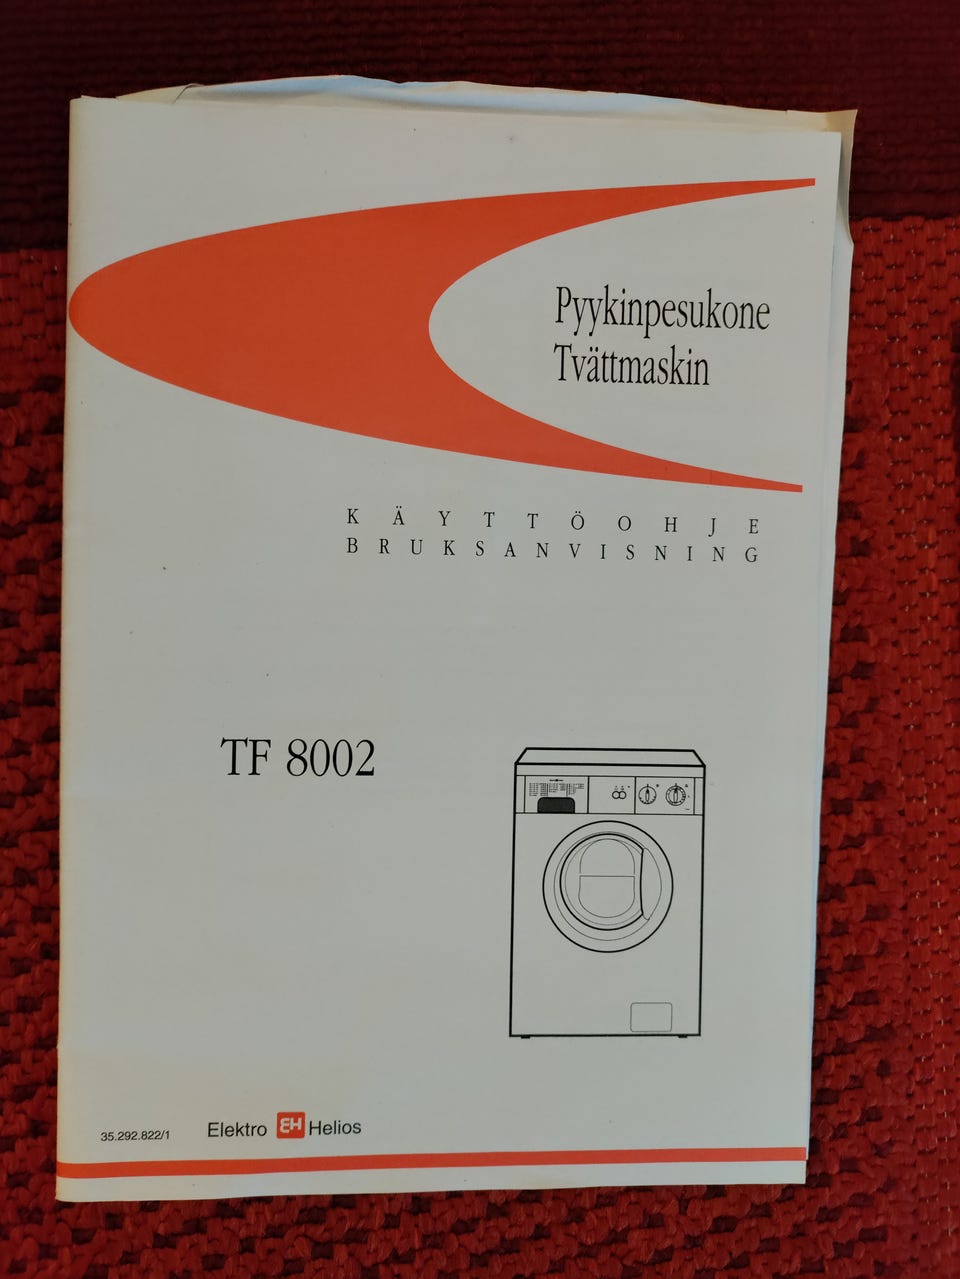 Pyykinpesukone
Tvättmaskin
KÄYTTÖOHJE
BRUKSANVISNING
TF 8002
35.292.822/1
Elektro EH Helios